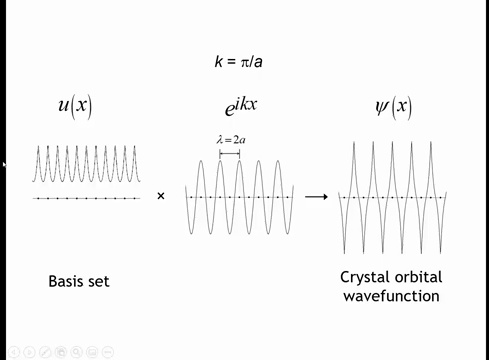 k = π/a
u(x)
e^{ikx}
ψ(x)
λ = 2a
×
→
Basis set
Crystal orbital
wavefunction